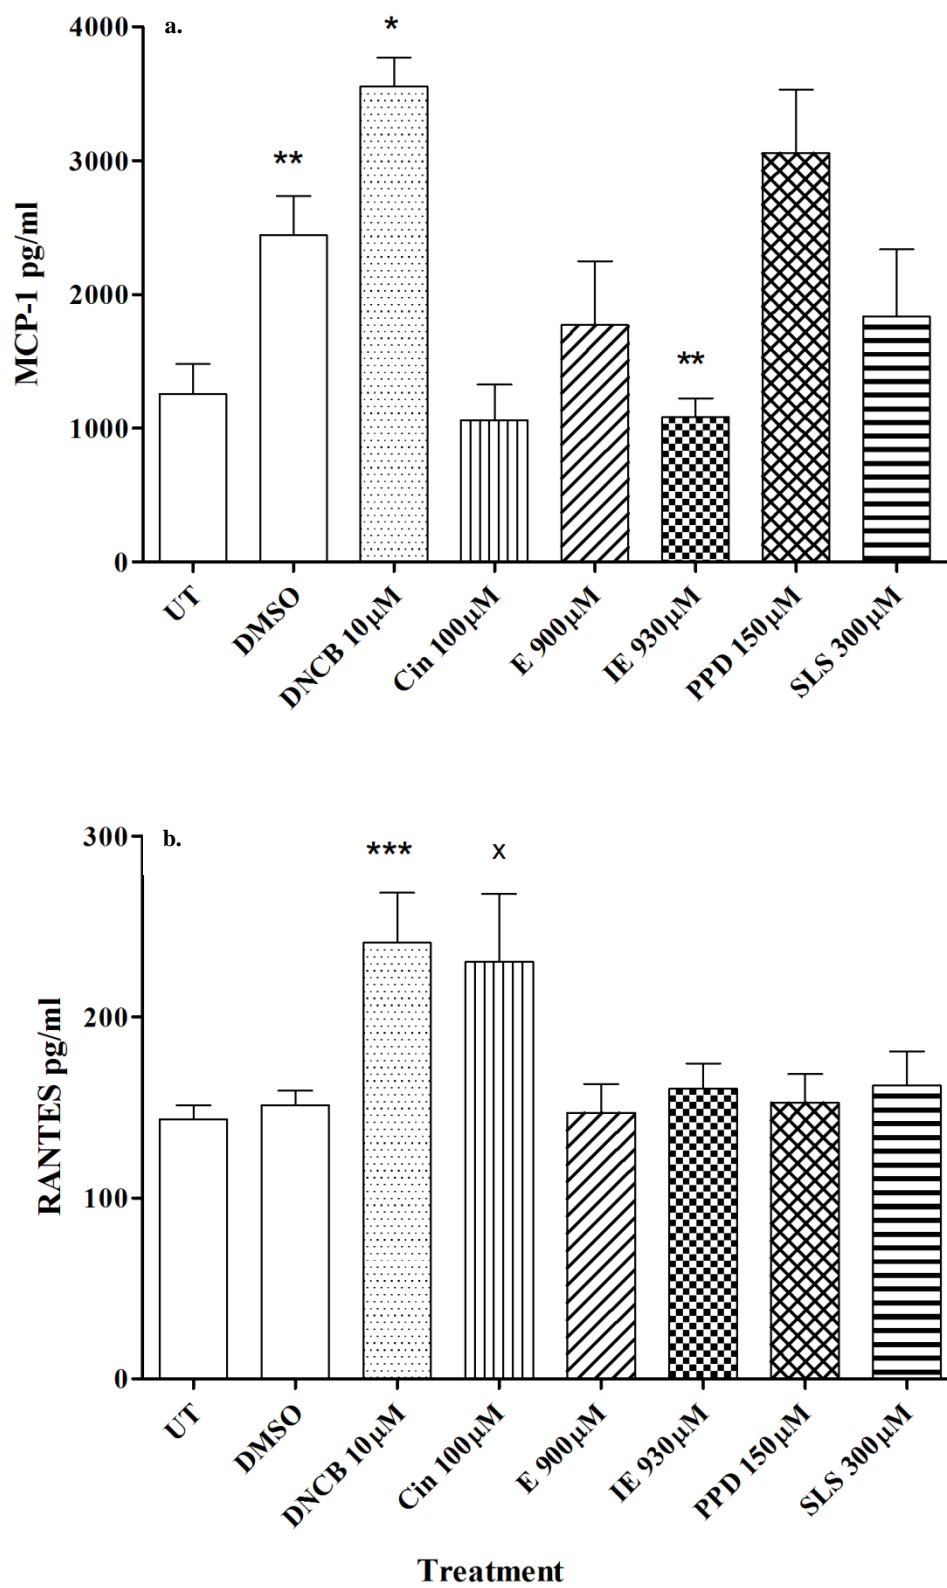 a.
MCP-1 pg/ml
4000
3000
2000
1000
0
*
**
**
UT
DMSO
DNCB 10µM
Cin 100µM
E 900µM
IE 930µM
PPD 150µM
SLS 300µM
b.
RANTES pg/ml
300
200
100
0
***
x
UT
DMSO
DNCB 10µM
Cin 100µM
E 900µM
IE 930µM
PPD 150µM
SLS 300µM
Treatment